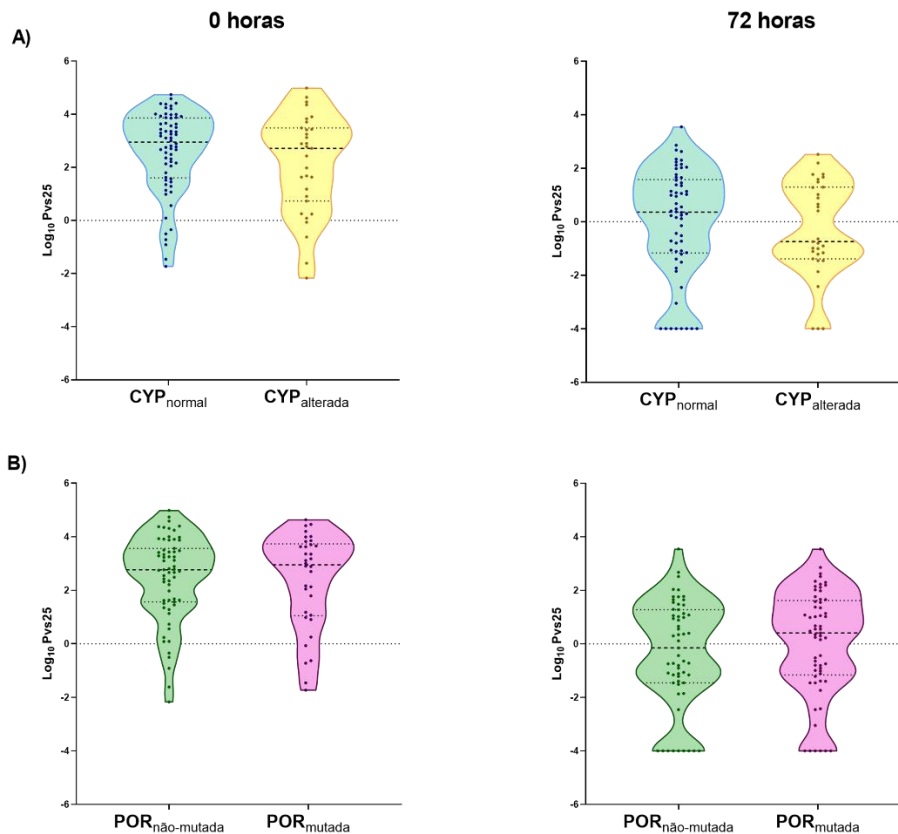 0 horas
72 horas
A)
6
4
2
0
-2
-4
-6
Log10 Pvs25
CYPnormal
CYPalterada
6
4
2
0
-2
-4
-6
Log10 Pvs25
CYPnormal
CYPalterada
B)
6
4
2
0
-2
-4
-6
Log10 Pvs25
PORnão-mutada
PORmutada
6
4
2
0
-2
-4
-6
Log10 Pvs25
PORnão-mutada
PORmutada